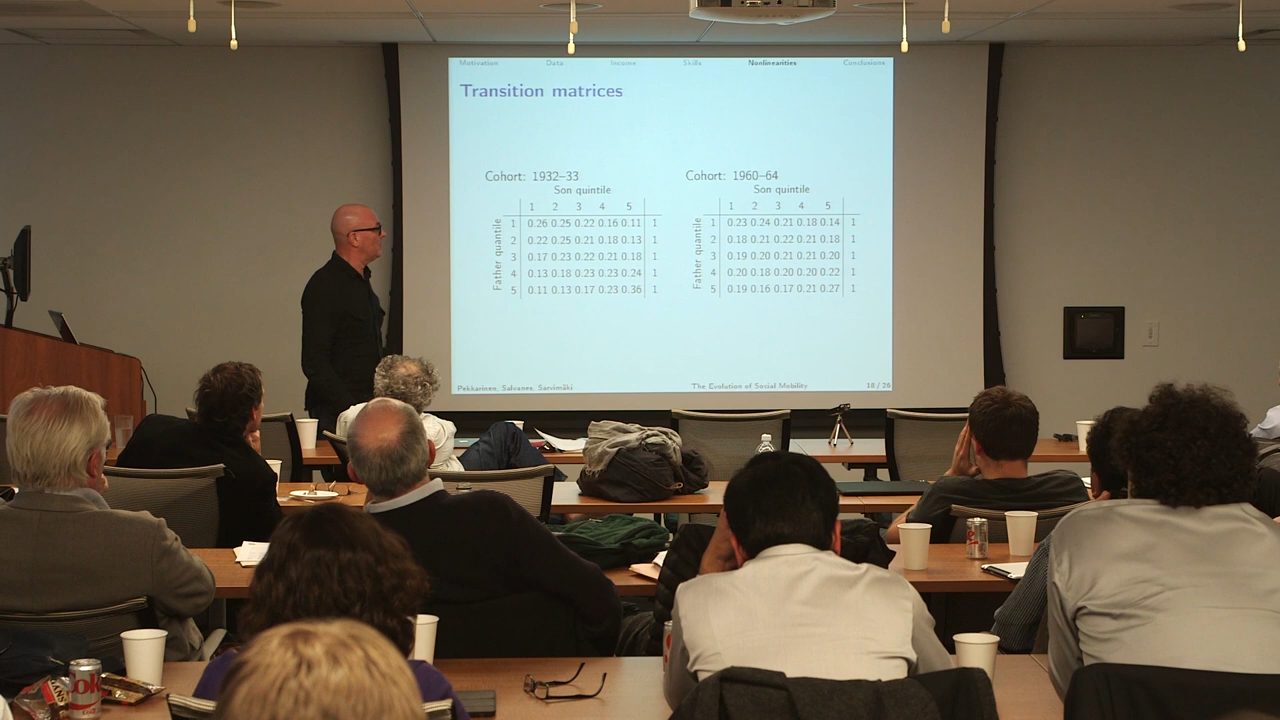 Motivation Data Income Skills Nonlinearities Conclusions
Transition matrices
Cohort: 1932–33
Son quintile
1 2 3 4 5
Father quantile
1 0.26 0.25 0.22 0.16 0.11 1
2 0.22 0.25 0.21 0.18 0.13 1
3 0.17 0.23 0.22 0.21 0.18 1
4 0.13 0.18 0.23 0.23 0.24 1
5 0.11 0.13 0.17 0.23 0.36 1
Cohort: 1960–64
Son quintile
1 2 3 4 5
Father quantile
1 0.23 0.24 0.21 0.18 0.14 1
2 0.18 0.21 0.22 0.21 0.18 1
3 0.19 0.20 0.21 0.21 0.20 1
4 0.20 0.18 0.20 0.20 0.22 1
5 0.19 0.16 0.17 0.21 0.27 1
Pekkarinen, Salvanes, Sarvimäki The Evolution of Social Mobility 18 / 20
Coke